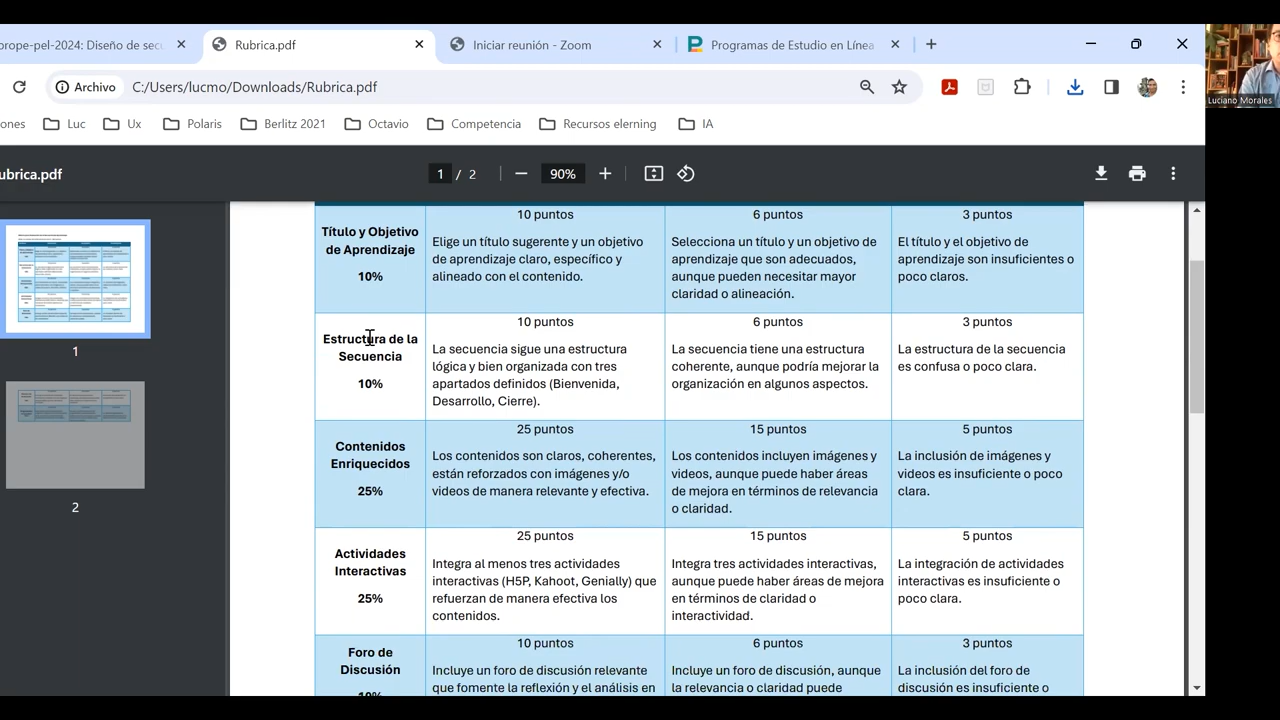 orope-pel-2024: Diseño de secu
Rubrica.pdf
Iniciar reunión - Zoom
Programas de Estudio en Línea
Archivo
C:/Users/lucmo/Downloads/Rubrica.pdf
Luciano Morales
ones
Luc
Ux
Polaris
Berlitz 2021
Octavio
Competencia
Recursos elerning
IA
ubrica.pdf
1 / 2
90%
1
2
Título y Objetivo
de Aprendizaje
10%
10 puntos
Elige un título sugerente y un objetivo
de aprendizaje claro, específico y
alineado con el contenido.
6 puntos
Selecciona un título y un objetivo de
aprendizaje que son adecuados,
aunque pueden necesitar mayor
claridad o alineación.
3 puntos
El título y el objetivo de
aprendizaje son insuficientes o
poco claros.
Estructura de la
Secuencia
10%
10 puntos
La secuencia sigue una estructura
lógica y bien organizada con tres
apartados definidos (Bienvenida,
Desarrollo, Cierre).
6 puntos
La secuencia tiene una estructura
coherente, aunque podría mejorar la
organización en algunos aspectos.
3 puntos
La estructura de la secuencia
es confusa o poco clara.
Contenidos
Enriquecidos
25%
25 puntos
Los contenidos son claros, coherentes,
están reforzados con imágenes y/o
videos de manera relevante y efectiva.
15 puntos
Los contenidos incluyen imágenes y
videos, aunque puede haber áreas
de mejora en términos de relevancia
o claridad.
5 puntos
La inclusión de imágenes y
videos es insuficiente o poco
clara.
Actividades
Interactivas
25%
25 puntos
Integra al menos tres actividades
interactivas (H5P, Kahoot, Genially) que
refuerzan de manera efectiva los
contenidos.
15 puntos
Integra tres actividades interactivas,
aunque puede haber áreas de mejora
en términos de claridad o
interactividad.
5 puntos
La integración de actividades
interactivas es insuficiente o
poco clara.
Foro de
Discusión
10%
10 puntos
Incluye un foro de discusión relevante
que fomente la reflexión y el análisis en
6 puntos
Incluye un foro de discusión, aunque
la relevancia o claridad puede
3 puntos
La inclusión del foro de
discusión es insuficiente o